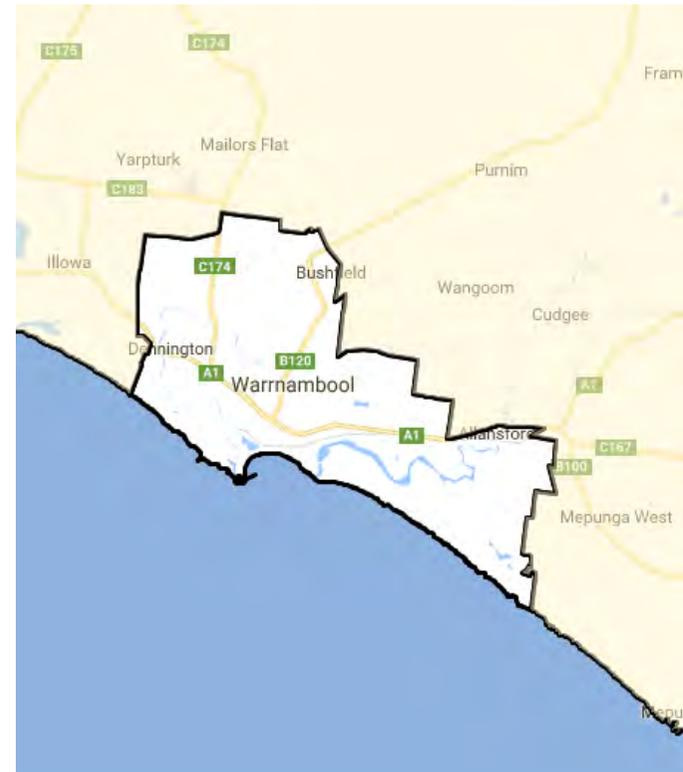 C175
C174
Fram
Mailors Flat
Yarpturk
Purnim
C183
Illowa
C174
Bushfield
Wangoom
Cudgee
Dennington
B120
A1
Warrnambool
A1
A1
Allansford
C167
B100
Mepunga West
Mepu